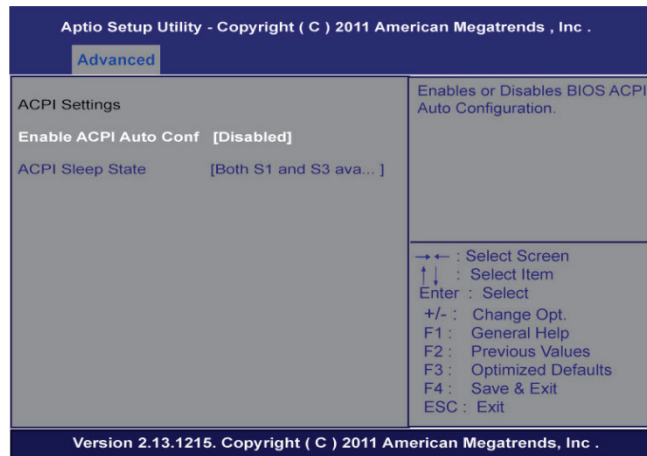 Aptio Setup Utility - Copyright ( C ) 2011 American Megatrends , Inc .
Advanced
ACPI Settings
Enable ACPI Auto Conf [Disabled]
ACPI Sleep State [Both S1 and S3 ava... ]
Enables or Disables BIOS ACPI
Auto Configuration.
→ ← : Select Screen
↑↓ : Select Item
Enter : Select
+/- : Change Opt.
F1 : General Help
F2 : Previous Values
F3 : Optimized Defaults
F4 : Save & Exit
ESC : Exit
Version 2.13.1215. Copyright ( C ) 2011 American Megatrends, Inc .